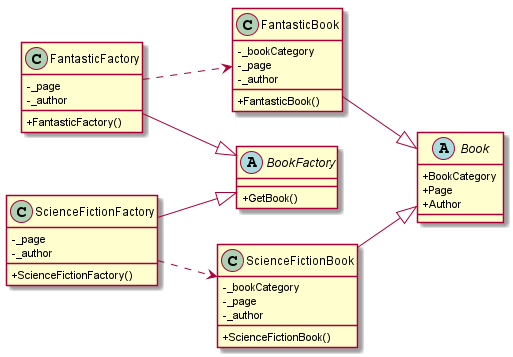 C FantasticFactory
-_page
-_author
+FantasticFactory()
C FantasticBook
-_bookCategory
-_page
-_author
+FantasticBook()
A BookFactory
+GetBook()
A Book
+BookCategory
+Page
+Author
C ScienceFictionFactory
-_page
-_author
+ScienceFictionFactory()
C ScienceFictionBook
-_bookCategory
-_page
-_author
+ScienceFictionBook()